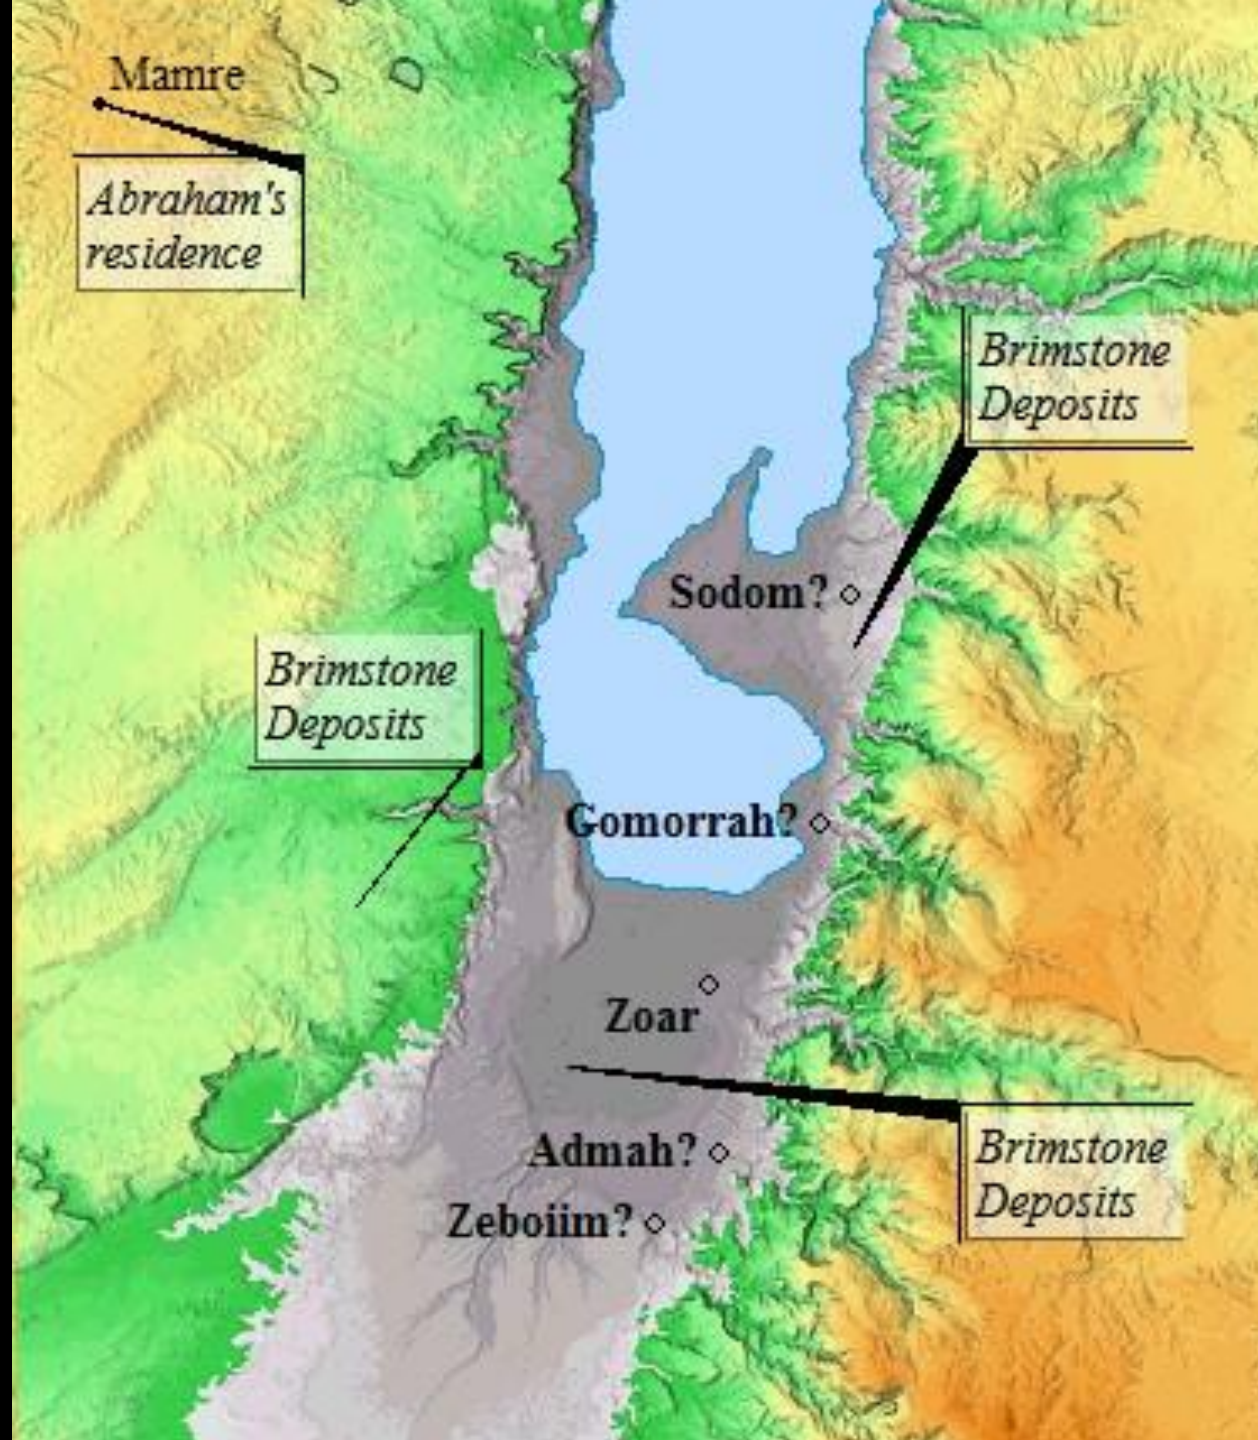 J
D
Mamre
Abraham's
residence
Brimstone
Deposits
Sodom?
Brimstone
Deposits
Gomorrah?
Zoar
Admah?
Brimstone
Deposits
Zeboiim?